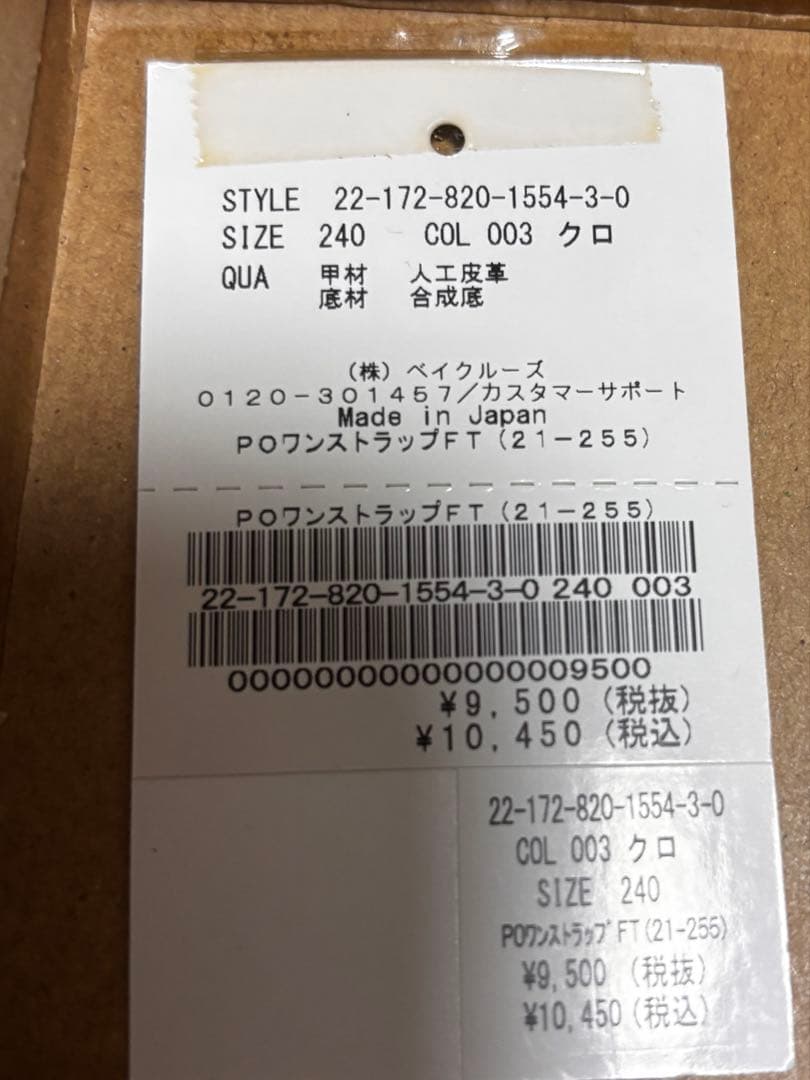 STYLE 22-172-820-1554-3-0
SIZE 240 COL 003 クロ
QUA 甲材 人工皮革
底材 合成底
(株)ベイクルーズ
0120-301457/カスタマーサポート
Made in Japan
POワンストラップFT(21-255)
POワンストラップFT(21-255)
22-172-820-1554-3-0 240 003
00000000000000000009500
¥9,500(税抜)
¥10,450(税込)
22-172-820-1554-3-0
COL 003 クロ
SIZE 240
POワンストラップFT(21-255)
¥9,500(税抜)
¥10,450(税込)